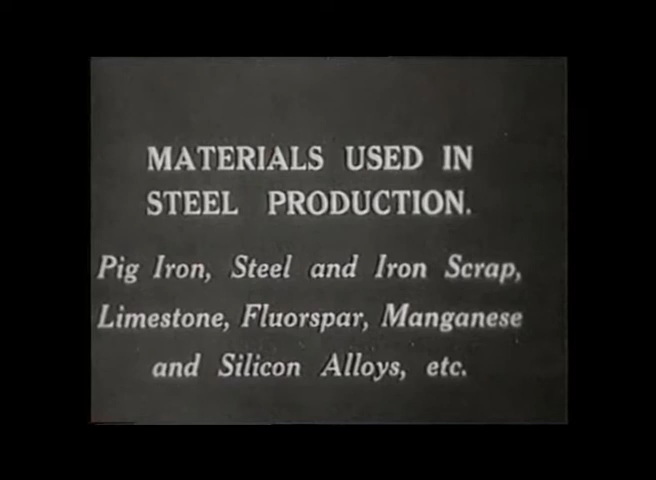 MATERIALS USED IN
STEEL PRODUCTION.
Pig Iron, Steel and Iron Scrap,
Limestone, Fluorspar, Manganese
and Silicon Alloys, etc.